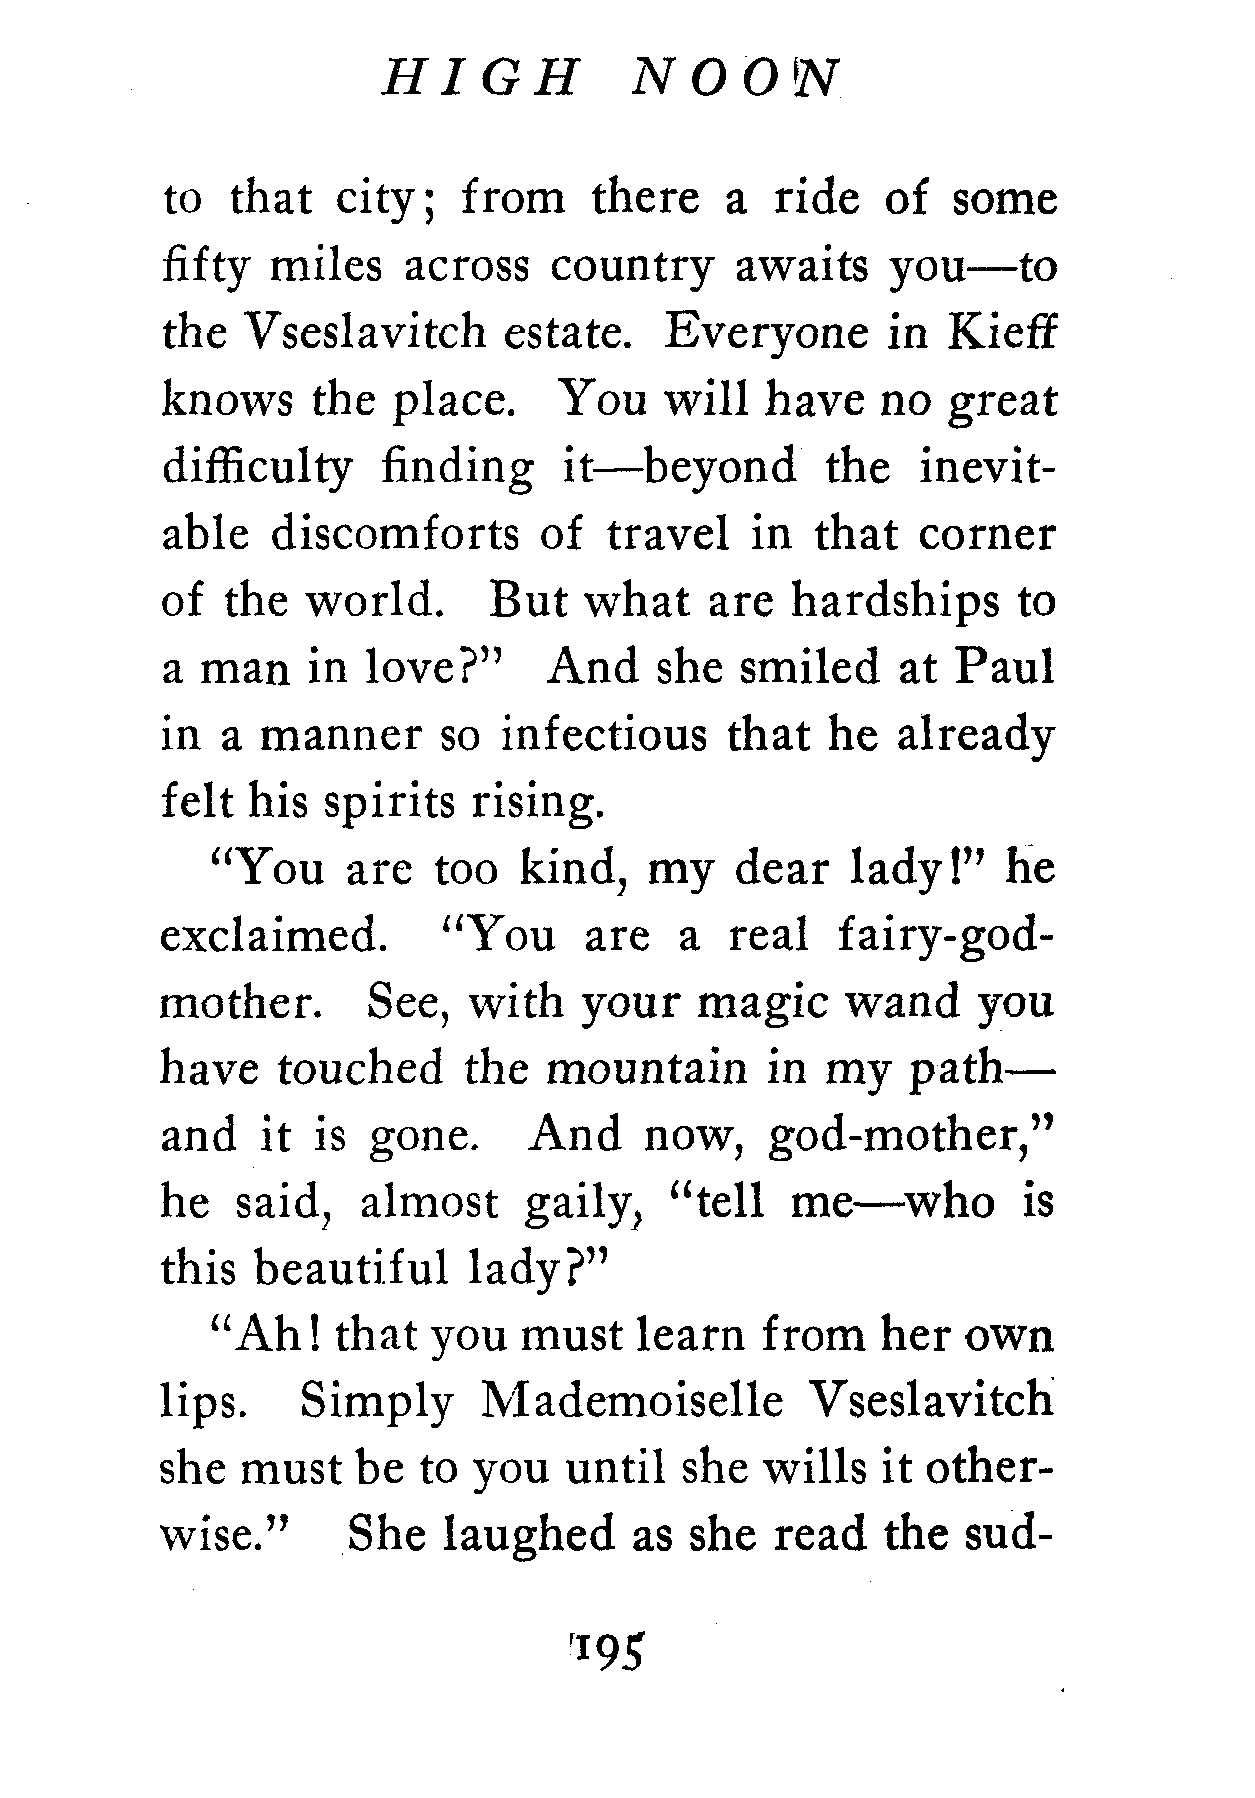 HIGH NOON
to that city; from there a ride of some
fifty miles across country awaits you—to
the Vseslavitch estate. Everyone in Kieff
knows the place. You will have no great
difficulty finding it—beyond the inevit-
able discomforts of travel in that corner
of the world. But what are hardships to
a man in love?” And she smiled at Paul
in a manner so infectious that he already
felt his spirits rising.
“You are too kind, my dear lady!” he
exclaimed. “You are a real fairy-god-
mother. See, with your magic wand you
have touched the mountain in my path—
and it is gone. And now, god-mother,”
he said, almost gaily, “tell me—who is
this beautiful lady?”
“Ah! that you must learn from her own
lips. Simply Mademoiselle Vseslavitch
she must be to you until she wills it other-
wise.” She laughed as she read the sud-
195